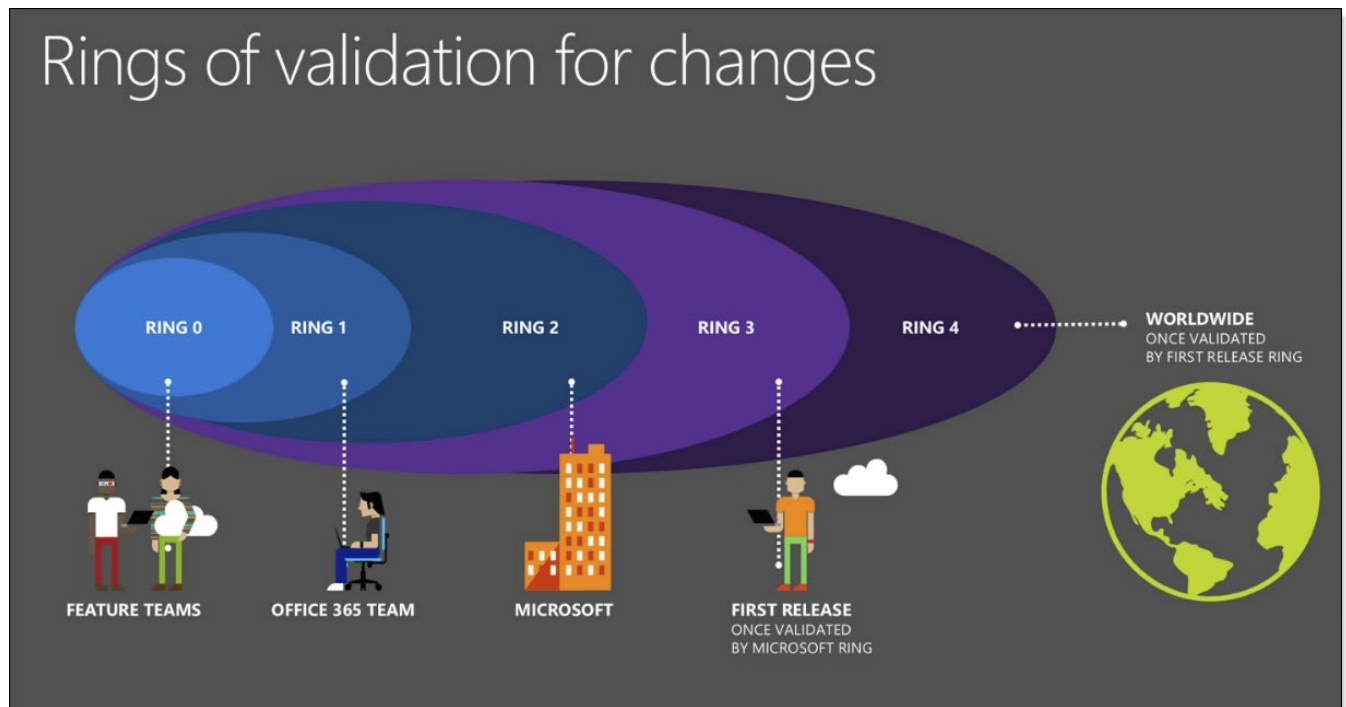 Rings of validation for changes
RING 0
RING 1
RING 2
RING 3
RING 4
WORLDWIDE
ONCE VALIDATED
BY FIRST RELEASE RING
FEATURE TEAMS
OFFICE 365 TEAM
MICROSOFT
FIRST RELEASE
ONCE VALIDATED
BY MICROSOFT RING